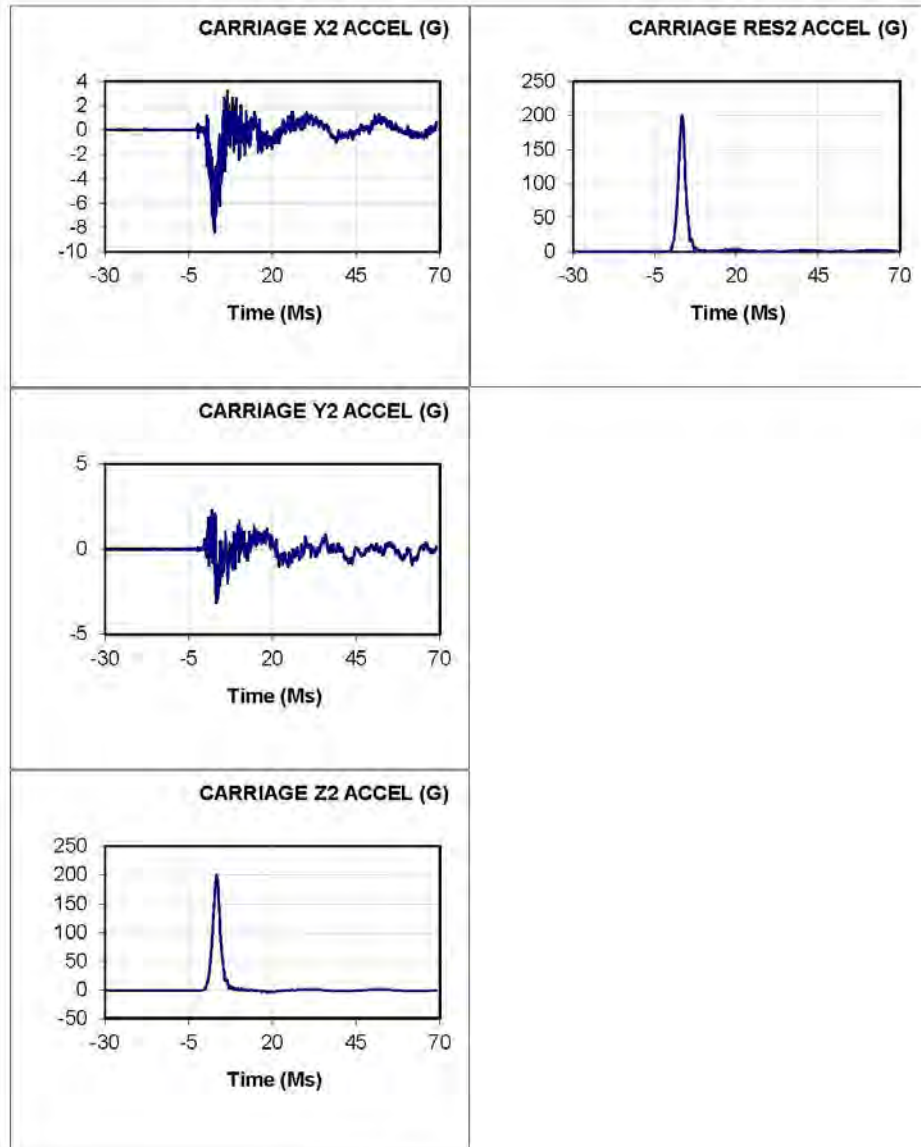 CARRIAGE X2 ACCEL (G)
4
2
0
-2
-4
-6
-8
-10
-30 -5 20 45 70
Time (Ms)
CARRIAGE RES2 ACCEL (G)
250
200
150
100
50
0
-30 -5 20 45 70
Time (Ms)
CARRIAGE Y2 ACCEL (G)
5
0
-5
-30 -5 20 45 70
Time (Ms)
CARRIAGE Z2 ACCEL (G)
250
200
150
100
50
0
-50
-30 -5 20 45 70
Time (Ms)